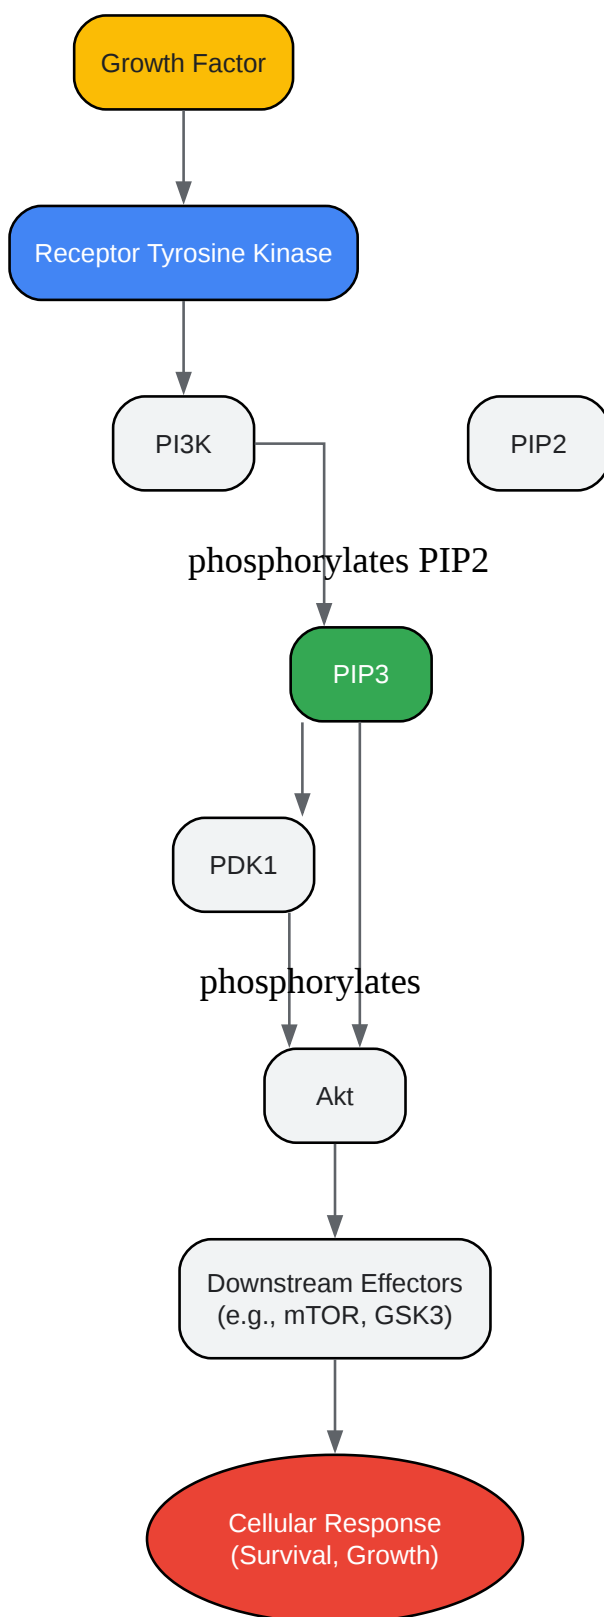 Growth Factor
Receptor Tyrosine Kinase
PI3K
PIP2
phosphorylates PIP2
PIP3
PDK1
phosphorylates
Akt
Downstream Effectors
(e.g., mTOR, GSK3)
Cellular Response
(Survival, Growth)